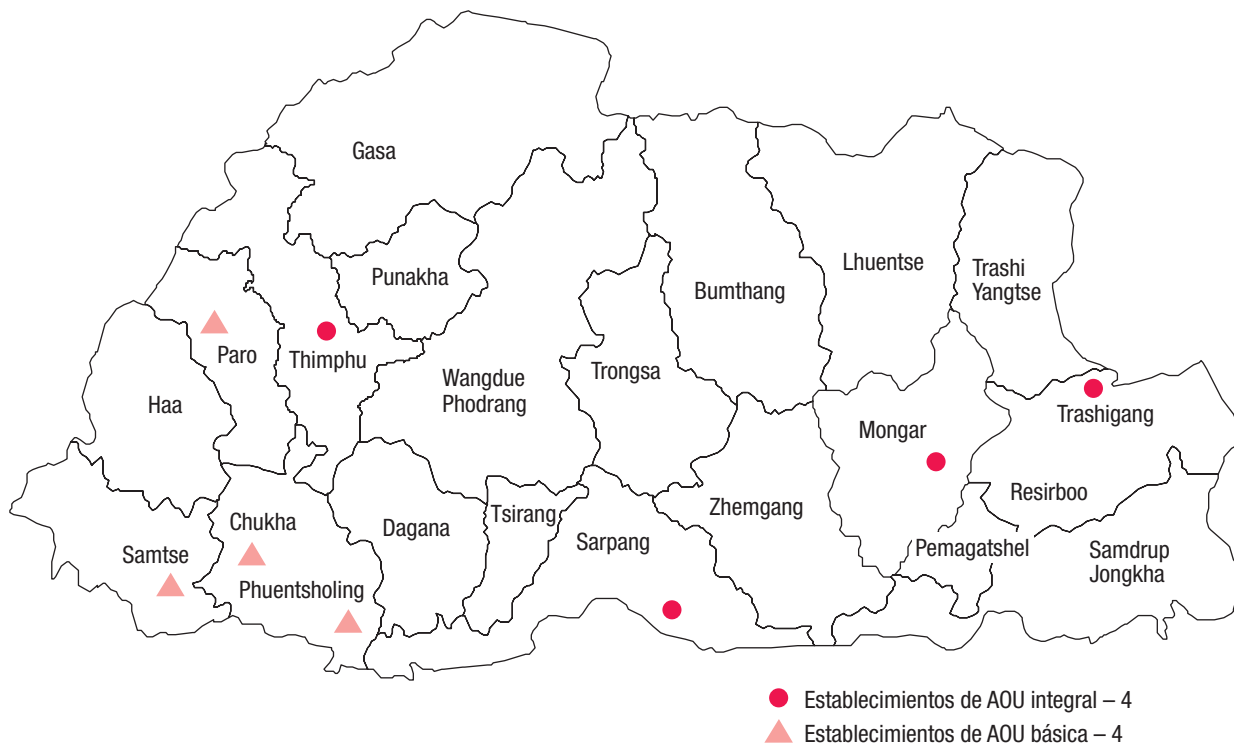 Gasa
Punakha
Lhuentse
Trashi
Yangtse
Bumthang
Paro
Thimphu
Trongsa
Wangdue
Phodrang
Haa
Trashigang
Mongar
Resirboo
Zhemgang
Tsirang
Chukha
Dagana
Sarpang
Samtse
Pemagatshel
Samdrup
Jongkha
Phuentsholing
Establecimientos de AOU integral – 4
Establecimientos de AOU básica – 4